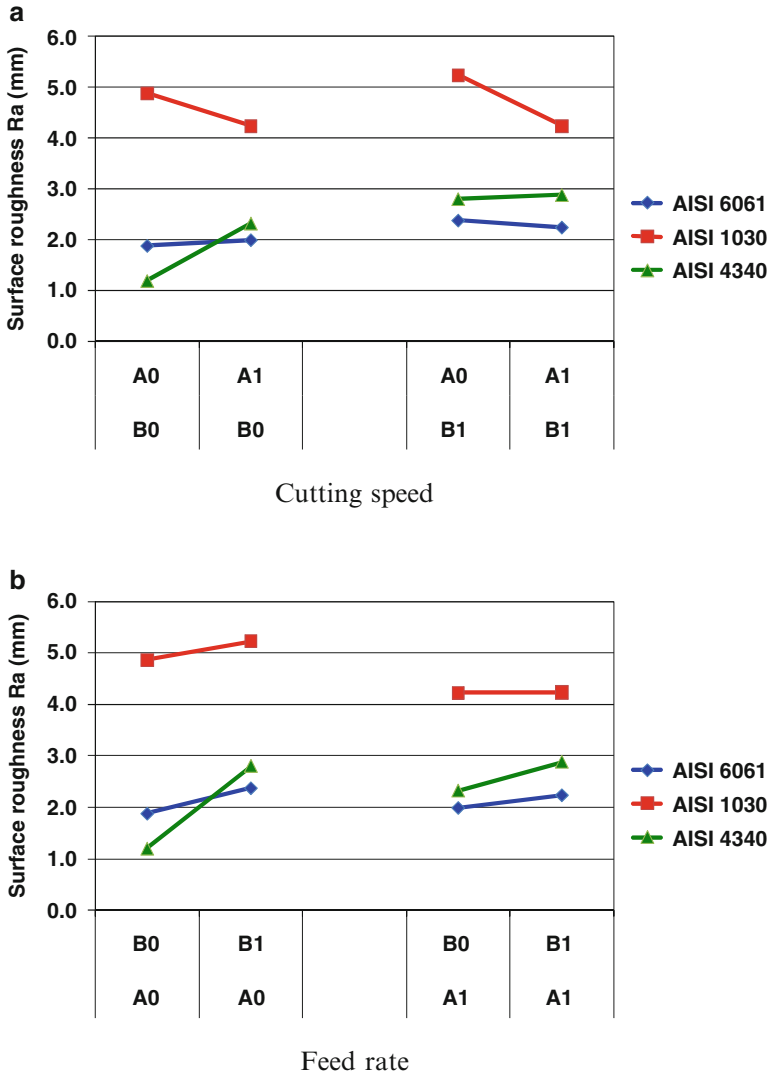 a
Surface roughness Ra (mm)
6.0
5.0
4.0
3.0
2.0
1.0
0.0
A0 A1 A0 A1
B0 B0 B1 B1
AISI 6061
AISI 1030
AISI 4340
Cutting speed
b
Surface roughness Ra (mm)
6.0
5.0
4.0
3.0
2.0
1.0
0.0
B0 B1 B0 B1
A0 A0 A1 A1
AISI 6061
AISI 1030
AISI 4340
Feed rate